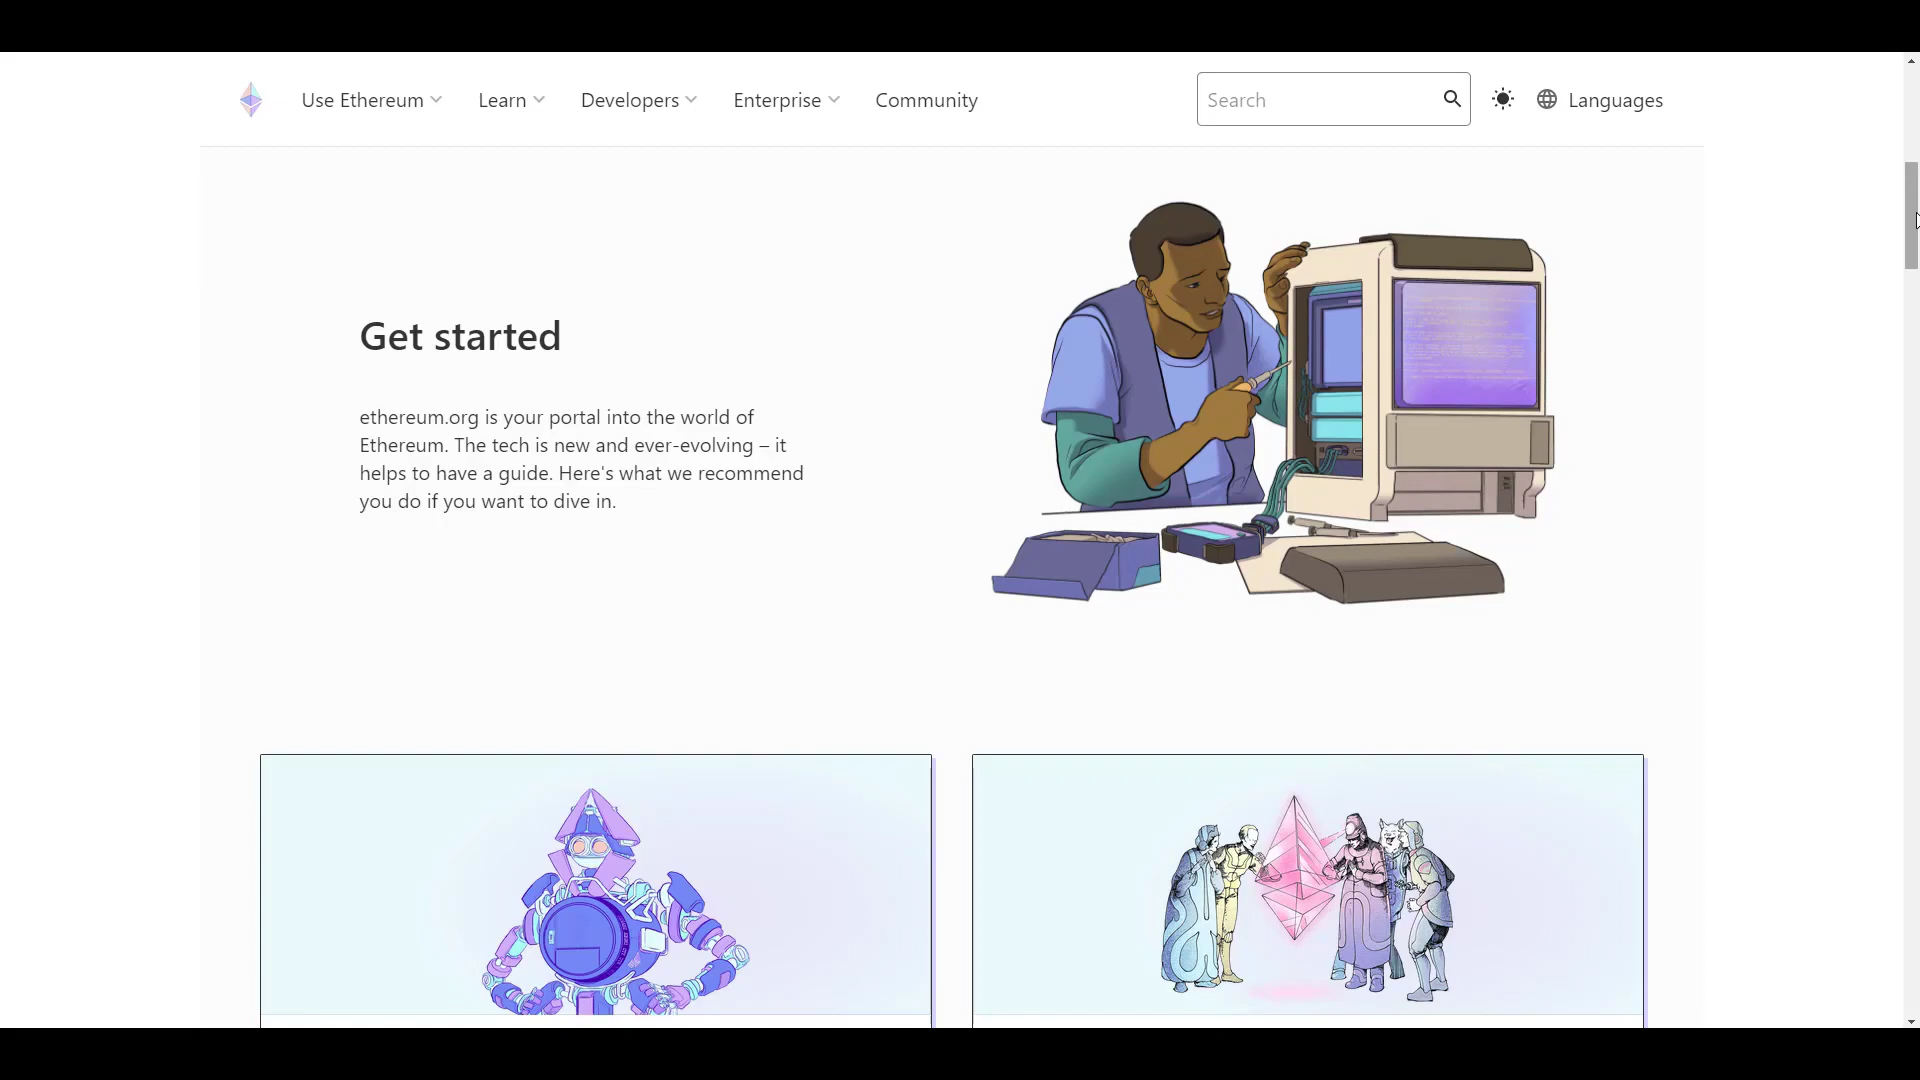 Use Ethereum Learn Developers Enterprise Community Search Languages
Get started
ethereum.org is your portal into the world of
Ethereum. The tech is new and ever-evolving – it
helps to have a guide. Here's what we recommend
you do if you want to dive in.